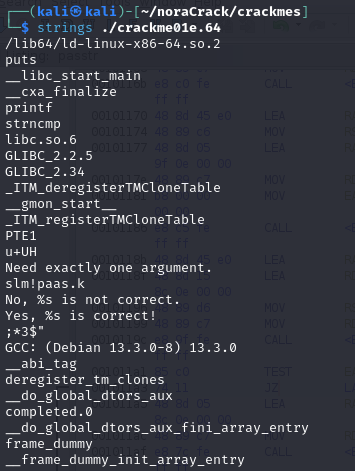 ┌──(kali㉿kali)-[~/noraCrack/crackmes]
└─$ strings ./crackme01e.64
/lib64/ld-linux-x86-64.so.2
puts
__libc_start_main
__cxa_finalize
printf
strncmp
libc.so.6
GLIBC_2.2.5
GLIBC_2.34
_ITM_deregisterTMCloneTable
__gmon_start__
_ITM_registerTMCloneTable
PTE1
u+UH
Need exactly one argument.
slm!paas.k
No, %s is not correct.
Yes, %s is correct!
;*3$"
GCC: (Debian 13.3.0-8) 13.3.0
__abi_tag
deregister_tm_clones
__do_global_dtors_aux
completed.0
__do_global_dtors_aux_fini_array_entry
frame_dummy
__frame_dummy_init_array_entry